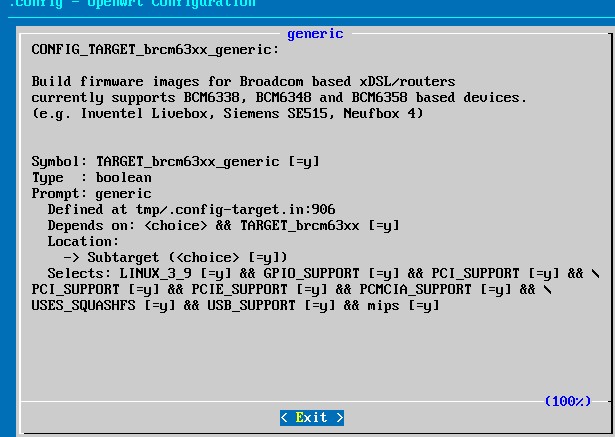 .config - OpenWrt Configuration
generic
CONFIG_TARGET_brcm63xx_generic:
Build firmware images for Broadcom based xDSL/routers
currently supports BCM6338, BCM6348 and BCM6358 based devices.
(e.g. Inventel Livebox, Siemens SE515, Neufbox 4)
Symbol: TARGET_brcm63xx_generic [=y]
Type  : boolean
Prompt: generic
  Defined at tmp/.config-target.in:906
  Depends on: <choice> && TARGET_brcm63xx [=y]
  Location:
    -> Subtarget (<choice> [=y])
  Selects: LINUX_3_9 [=y] && GPIO_SUPPORT [=y] && PCI_SUPPORT [=y] && \
PCI_SUPPORT [=y] && PCIE_SUPPORT [=y] && PCMCIA_SUPPORT [=y] && \
USES_SQUASHFS [=y] && USB_SUPPORT [=y] && mips [=y]
(100%)
< Exit >